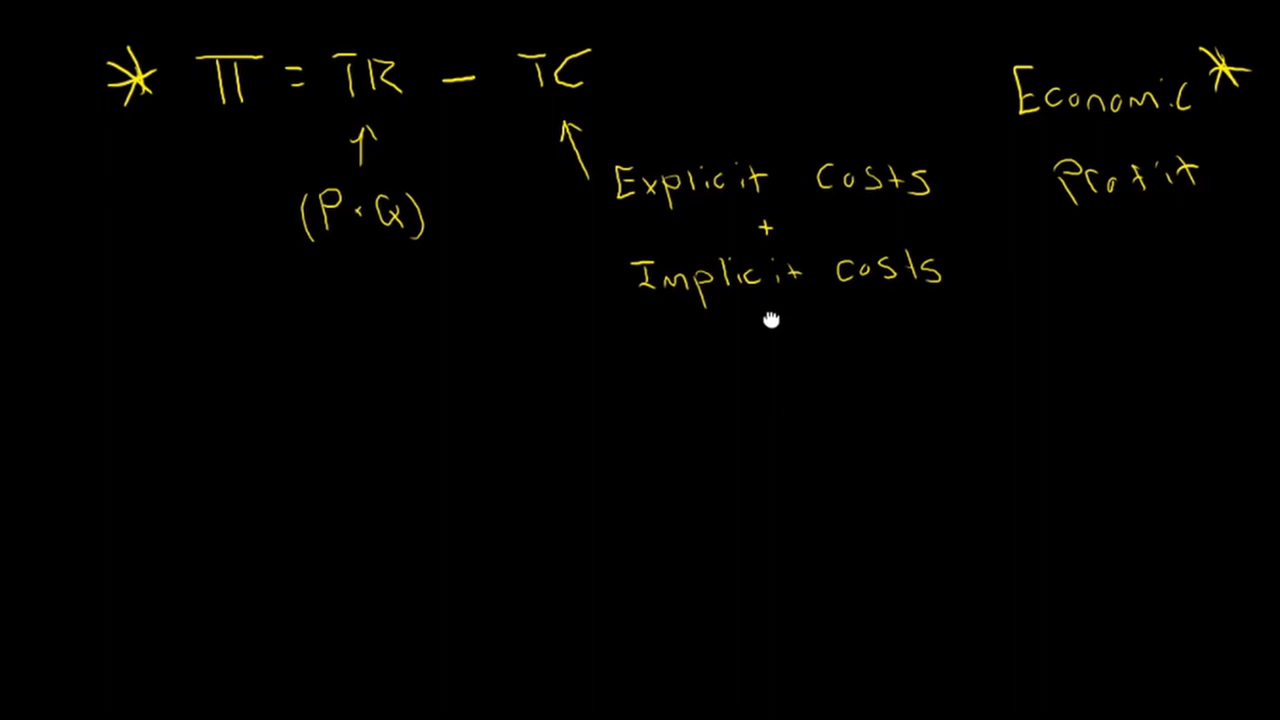 * π = TR - TC
(P · Q)
Explicit costs
+
Implicit costs
Economic *
Profit